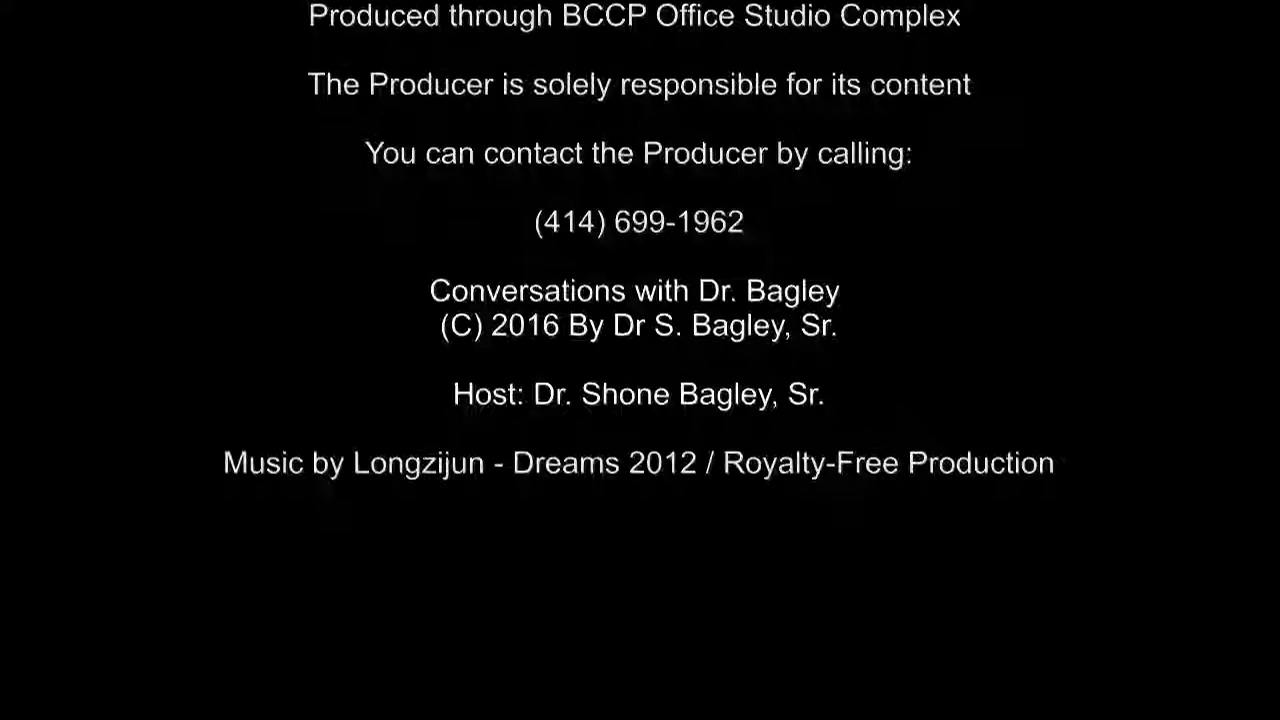 Produced through BCCP Office Studio Complex
The Producer is solely responsible for its content
You can contact the Producer by calling:
(414) 699-1962
Conversations with Dr. Bagley
(C) 2016 By Dr S. Bagley, Sr.
Host: Dr. Shone Bagley, Sr.
Music by Longzijun - Dreams 2012 / Royalty-Free Production